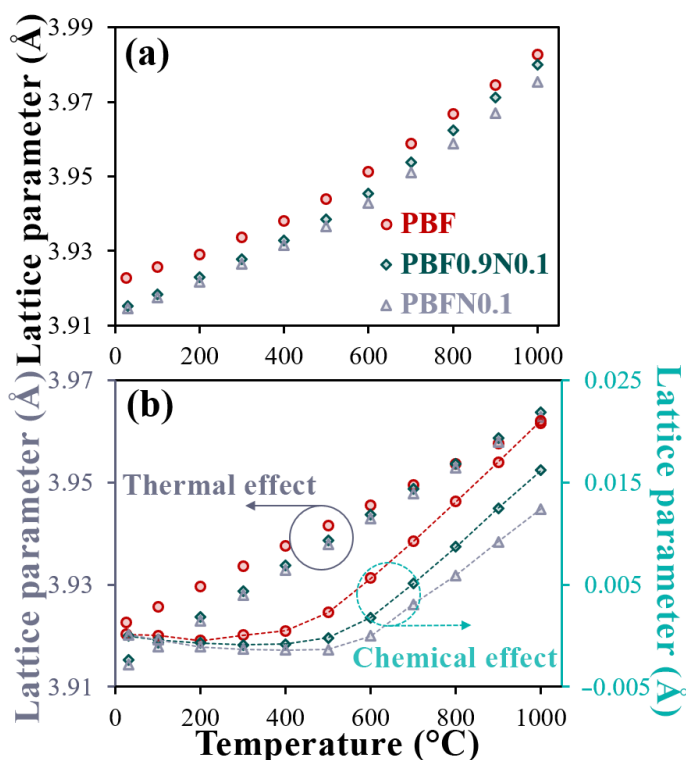 (a)
Lattice parameter (Å)
3.99
3.97
3.95
3.93
3.91
PBF
PBF0.9N0.1
PBFN0.1
0 200 400 600 800 1000
(b)
Lattice parameter (Å)
3.97
3.95
3.93
3.91
Thermal effect
Chemical effect
0.025
0.015
0.005
−0.005
Lattice parameter (Å)
0 200 400 600 800 1000
Temperature (°C)